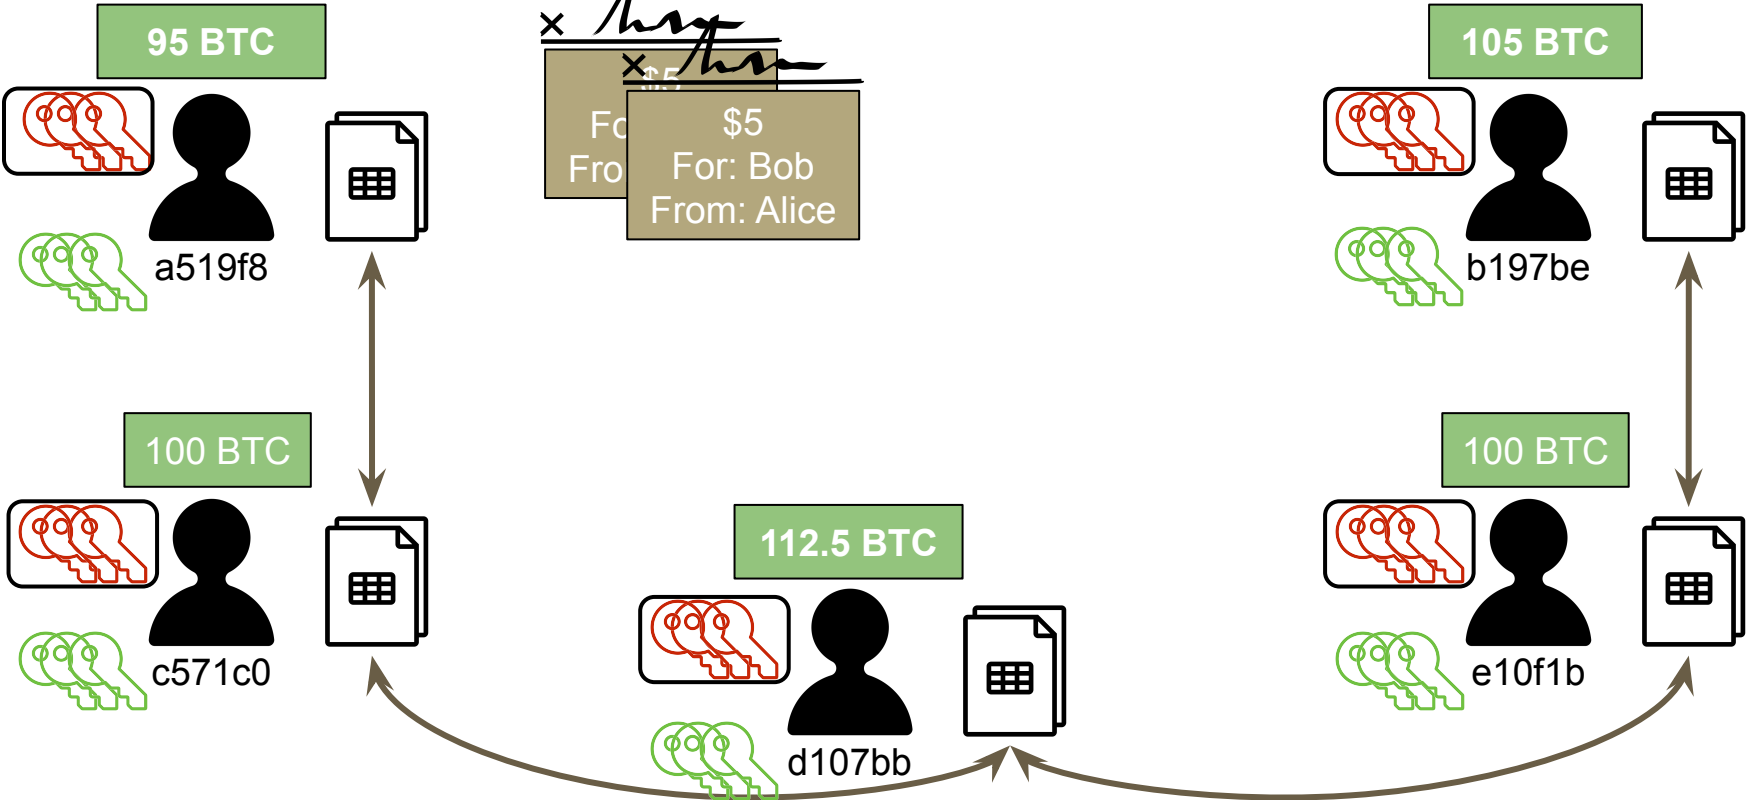 95 BTC
105 BTC
$5
$5
For: Bob
From: Alice
a519f8
b197be
100 BTC
100 BTC
112.5 BTC
c571c0
e10f1b
d107bb